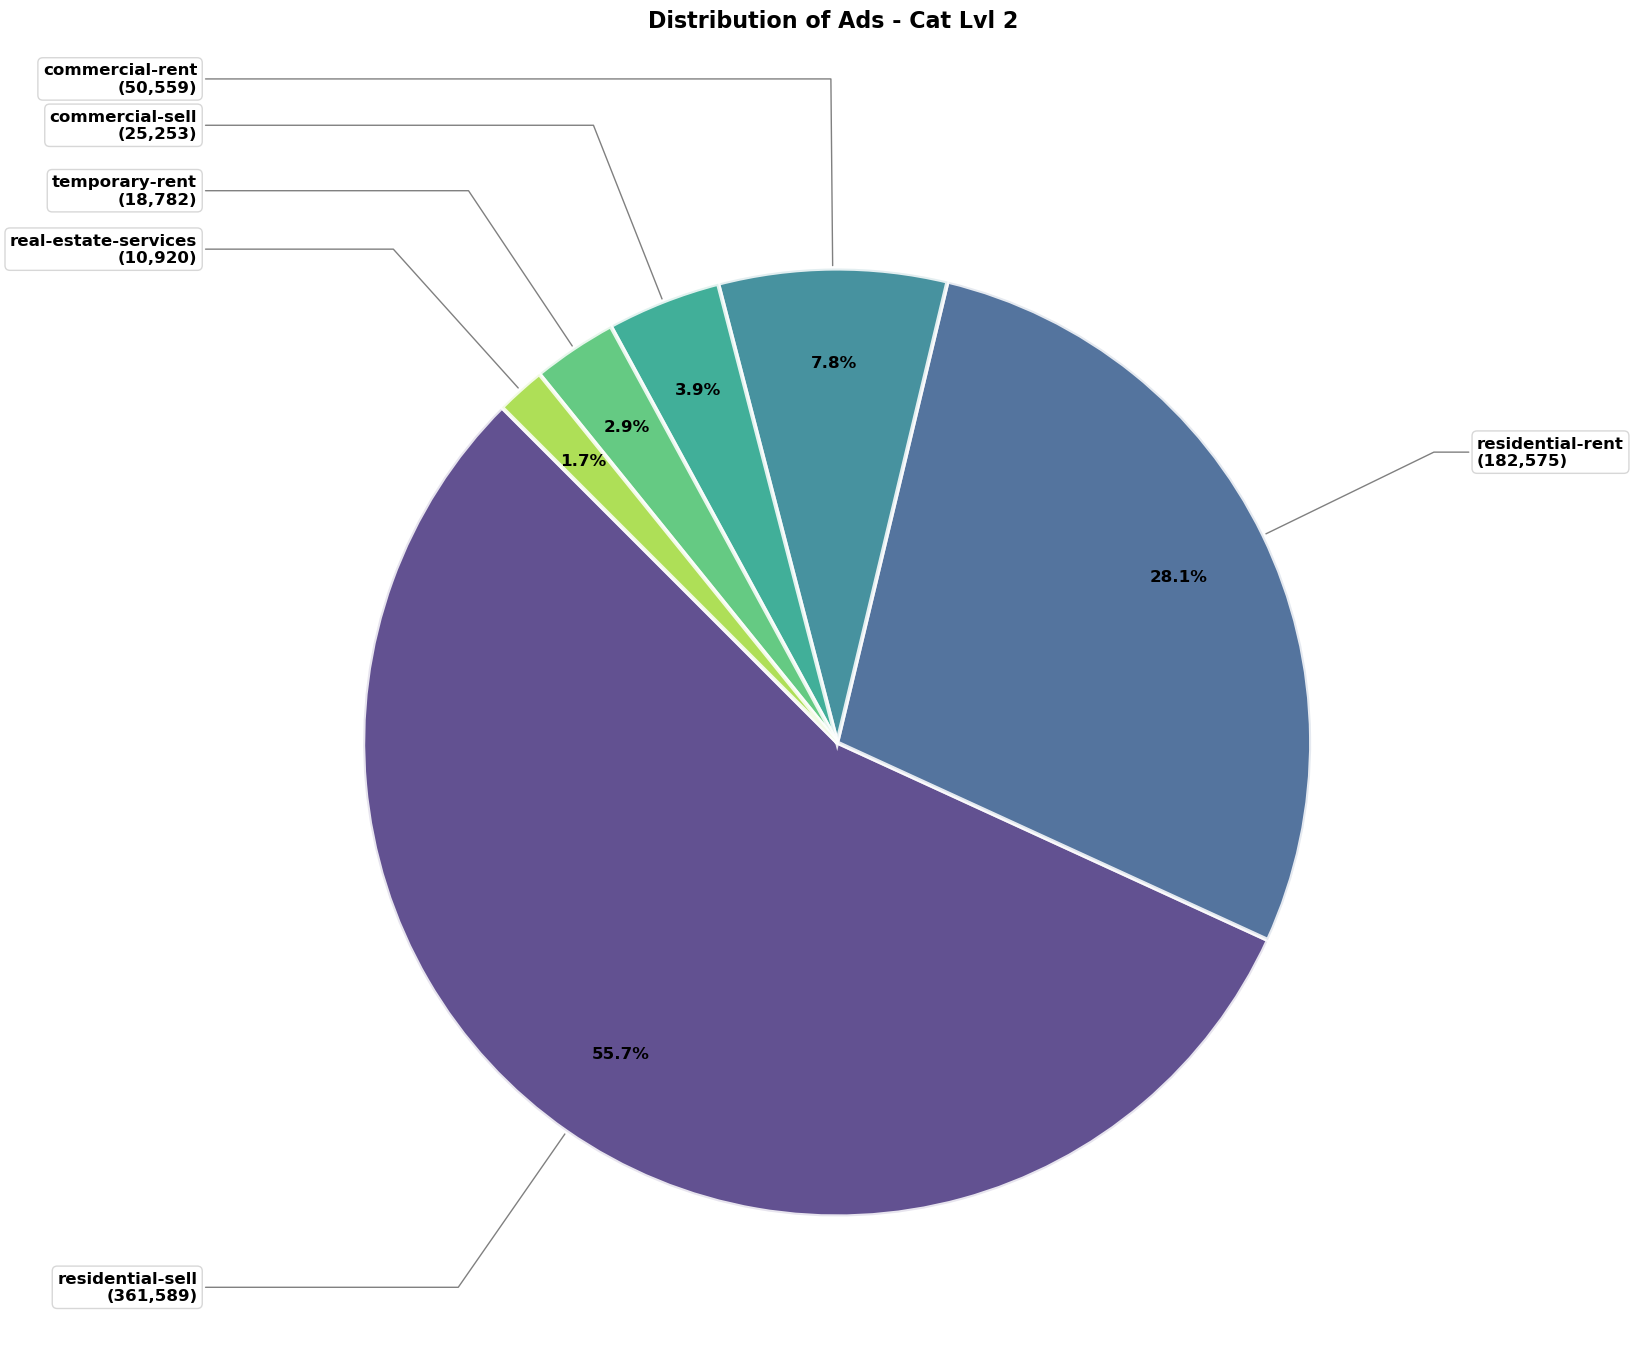 Distribution of Ads - Cat Lvl 2
commercial-rent
(50,559)
commercial-sell
(25,253)
temporary-rent
(18,782)
real-estate-services
(10,920)
7.8%
3.9%
2.9%
1.7%
residential-rent
(182,575)
28.1%
55.7%
residential-sell
(361,589)